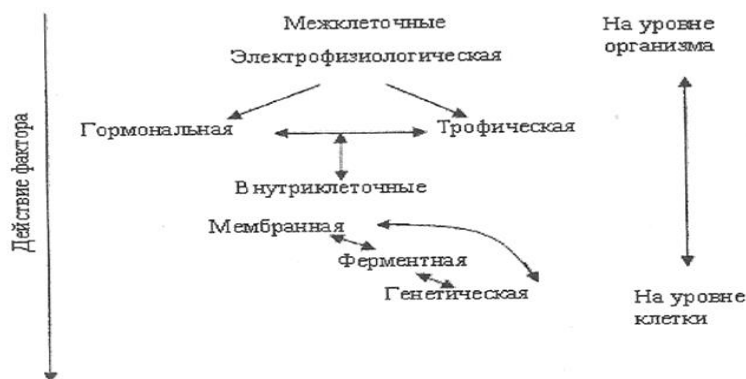 Межклеточные
Электрофизиологическая
На уровне
организма
Гормональная
Трофическая
Внутриклеточные
Мембранная
Ферментная
Генетическая
На уровне
клетки
Действие фактора